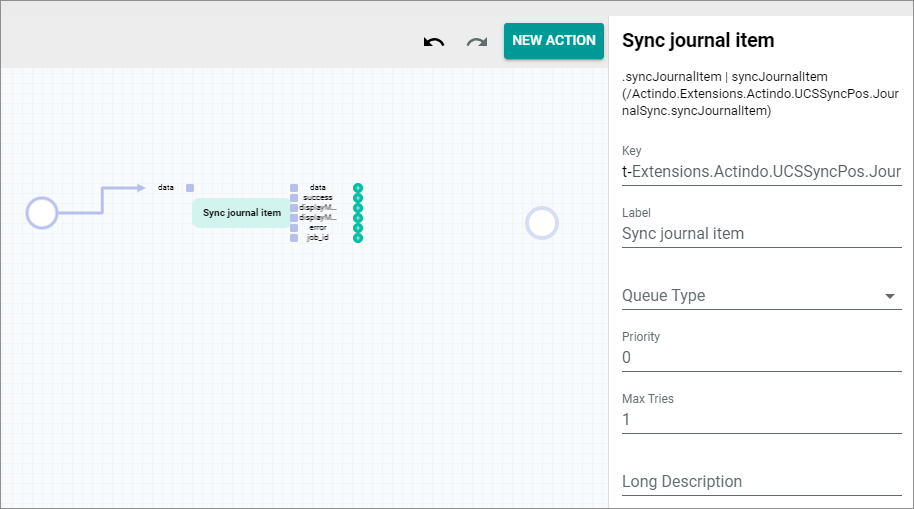 NEW ACTION
data
Sync journal item
data
success
displayM...
displayM...
error
job_id
Sync journal item
.syncJournalItem | syncJournalItem
(/Actindo.Extensions.Actindo.UCSSyncPos.Jour
nalSync.syncJournalItem)
Key
t-Extensions.Actindo.UCSSyncPos.Jour
Label
Sync journal item
Queue Type
Priority
0
Max Tries
1
Long Description